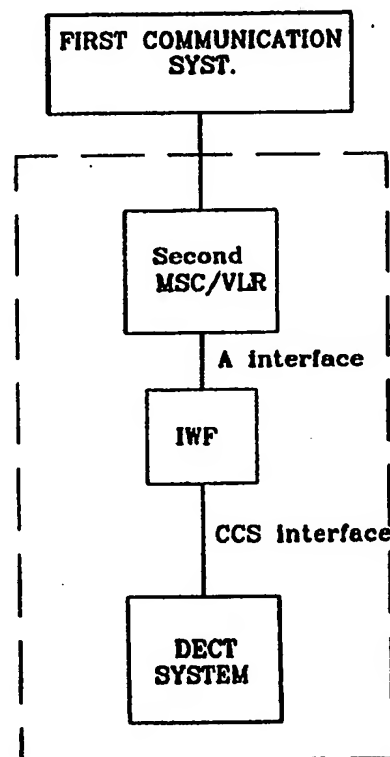 FIRST COMMUNICATION
SYST.
Second
MSC/VLR
A interface
IWF
CCS interface
DECT
SYSTEM